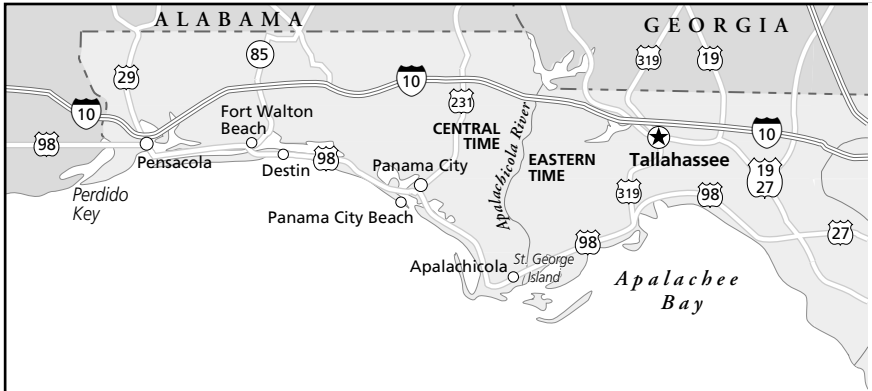 ALABAMA
GEORGIA
85
319
19
29
10
10
231
Fort Walton
Beach
CENTRAL
TIME
Apalachicola River
10
98
Pensacola
Destin
98
Panama City
EASTERN
TIME
Tallahassee
19
27
Perdido
Key
Panama City Beach
319
98
27
98
Apalachicola
St. George
Island
Apalachee
Bay